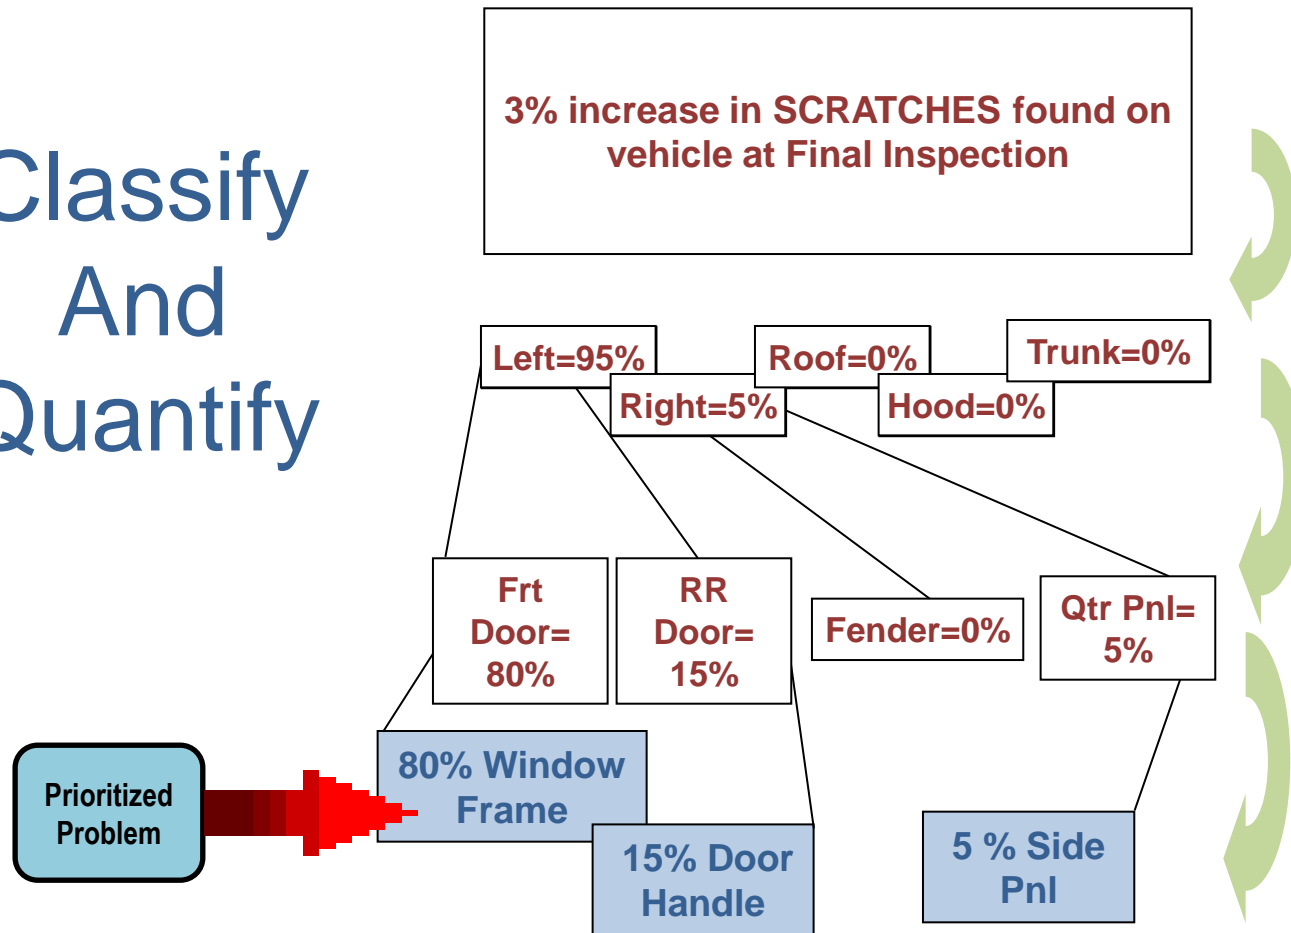 Classify
And
Quantify
3% increase in SCRATCHES found on
vehicle at Final Inspection
Left=95%
Roof=0%
Trunk=0%
Right=5%
Hood=0%
Frt
Door=
80%
RR
Door=
15%
Fender=0%
Qtr Pnl=
5%
Prioritized
Problem
80% Window
Frame
15% Door
Handle
5 % Side
Pnl